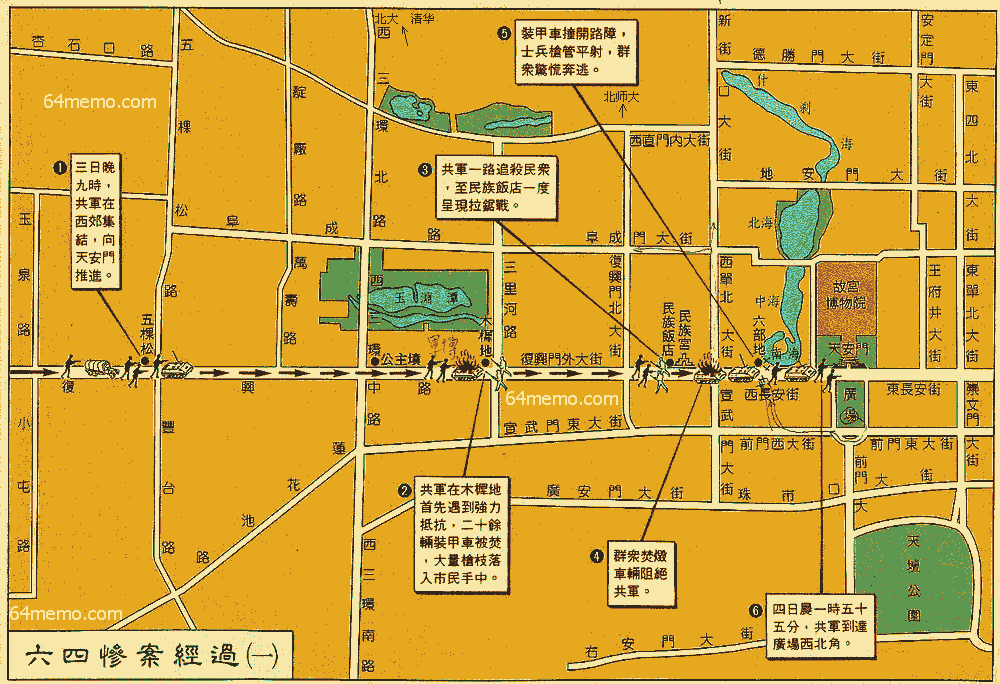 北大 清华
杏石口路
五棵松路
靛廠路
西三環北路
❺ 裝甲車撞開路障，
士兵槍管平射，群
衆驚慌奔逃。
新街口大街
德勝門大街
安定門大街
東四北大街
64memo.com
北师大
什刹海
西直門内大街
❶ 三日晚
九時，
共軍在
西郊集
結，向
天安門
推進。
❸ 共軍一路追殺民衆
，至民族飯店一度
呈現拉鋸戰。
地安門大街
玉泉路
阜成路
阜成門大街
北海
萬壽路
西
玉淵潭
三里河路
復興門北大街
西單北大街
中海
故宮
博物院
王府井大街
東單北大街
五棵松
木樨地
民族飯店
民族宮
六部口
南海
天安門
公主墳
環中路
復興門外大街
復興路
64memo.com
西長安街
廣場
東長安街
崇文門大街
小屯路
豐台路
蓮花池路
宣武門東大街
宣武門大街
前門西大街
前門東大街
前門大街
❷ 共軍在木樨地
首先遇到強力
抵抗，二十餘
輛裝甲車被焚
，大量槍枝落
入市民手中。
廣安門大街
珠市口大街
西三環南路
❹ 群衆焚燬
車輛阻絕
共軍。
天壇公園
❻ 四日晨一時五十
五分，共軍到達
廣場西北角。
64memo.com
右安門大街
六四慘案經過㈠